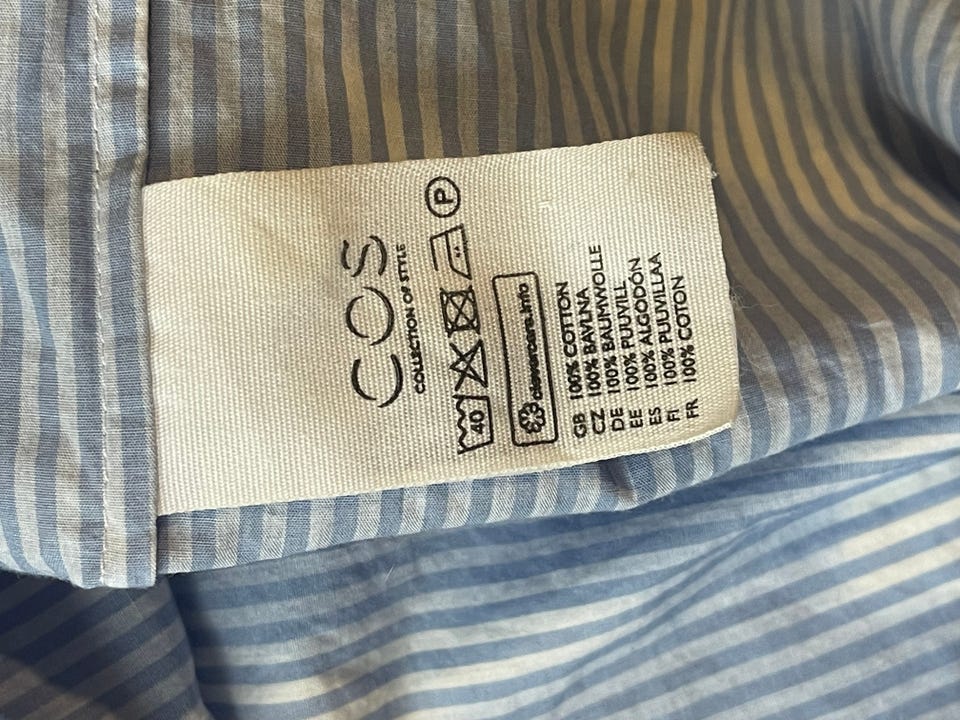 COS
COLLECTION OF STYLE
40 P
clevercare.info
GB 100% COTTON
CZ 100% BAVLNA
DE 100% BAUMWOLLE
EE 100% PUUVILL
ES 100% ALGODÓN
FI 100% PUUVILLAA
FR 100% COTON